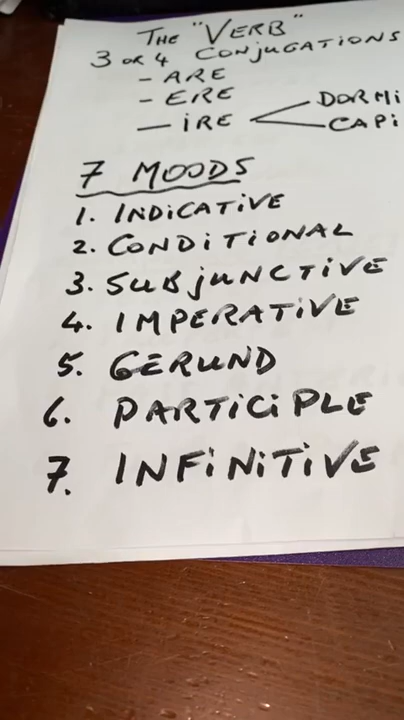 The "VERB"
3 or 4 CONJUGATIONS
- ARE
- ERE DORMI
- IRE CAPI
7 MOODS
1. INDICATIVE
2. CONDITIONAL
3. SUBJUNCTIVE
4. IMPERATIVE
5. GERUND
6. PARTICIPLE
7. INFINITIVE